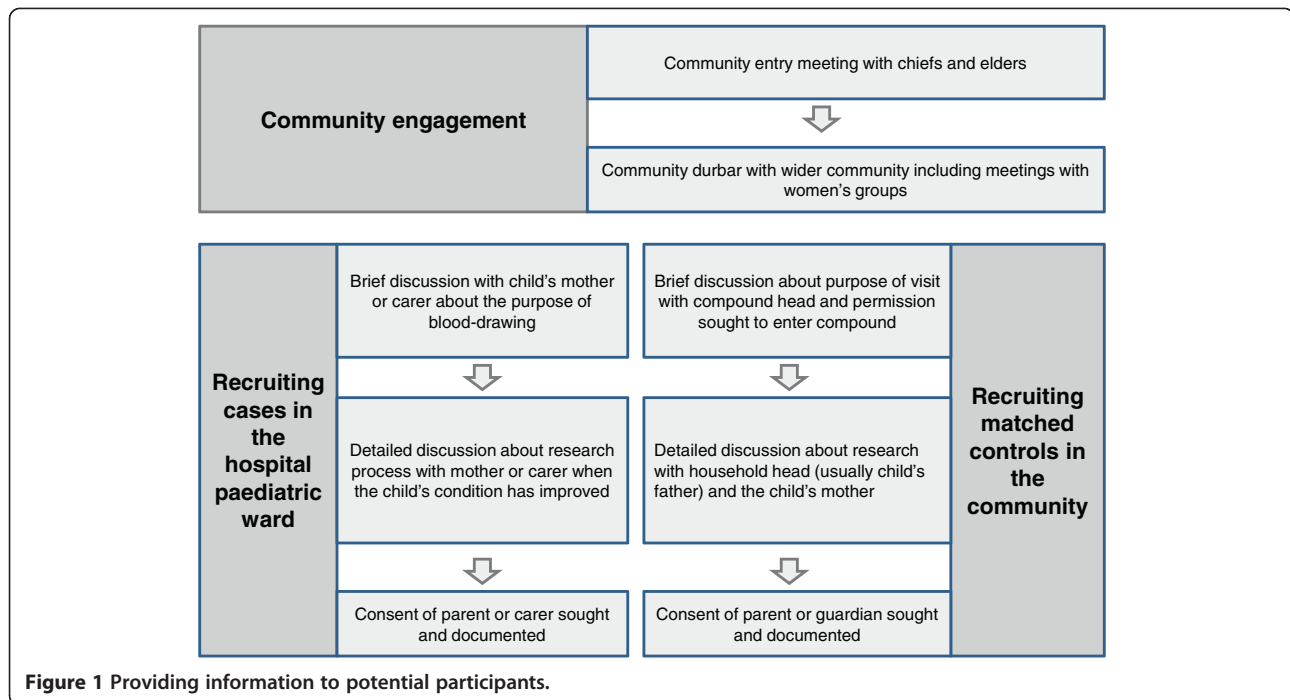 Community engagement
Community entry meeting with chiefs and elders
Community durbar with wider community including meetings with
women's groups
Recruiting
cases in
the
hospital
paediatric
ward
Brief discussion with child's mother
or carer about the purpose of
blood-drawing
Detailed discussion about research
process with mother or carer when
the child's condition has improved
Consent of parent or carer sought
and documented
Brief discussion about purpose of visit
with compound head and permission
sought to enter compound
Detailed discussion about research
with household head (usually child's
father) and the child's mother
Consent of parent or guardian sought
and documented
Recruiting
matched
controls in
the
community
Figure 1 Providing information to potential participants.